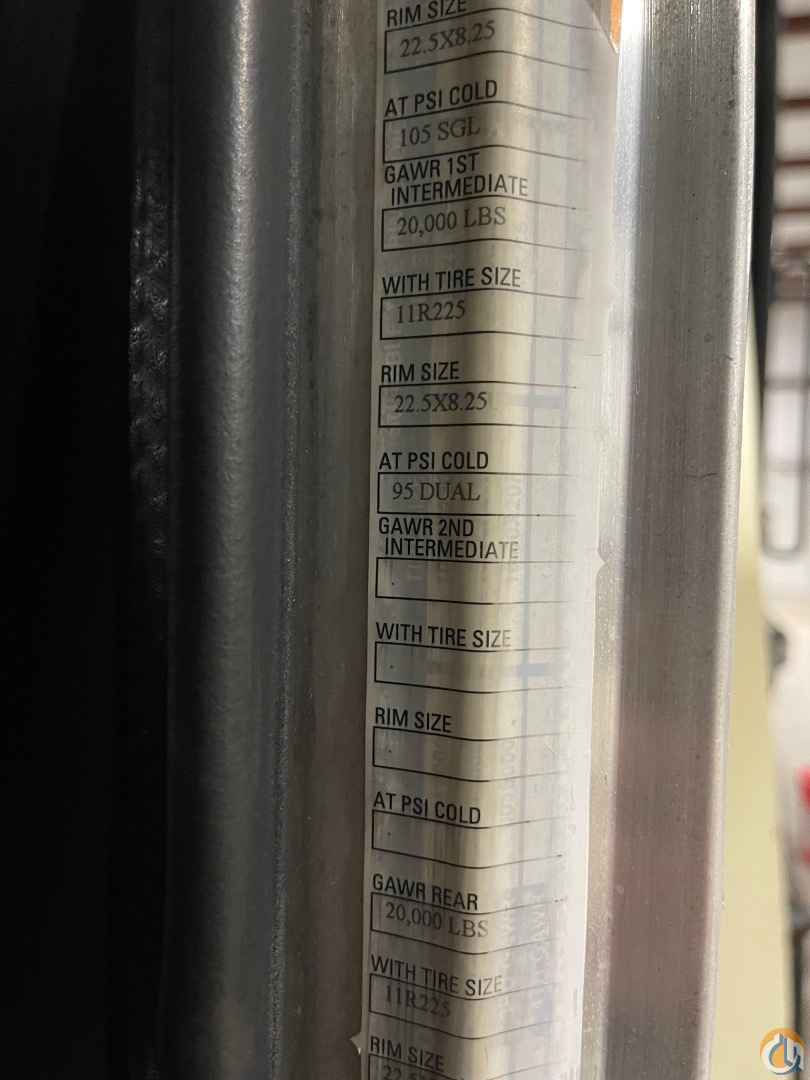 RIM SIZE
22.5X8.25
AT PSI COLD
105 SGL
GAWR 1ST
INTERMEDIATE
20,000 LBS
WITH TIRE SIZE
11R225
RIM SIZE
22.5X8.25
AT PSI COLD
95 DUAL
GAWR 2ND
INTERMEDIATE
WITH TIRE SIZE
RIM SIZE
AT PSI COLD
GAWR REAR
20,000 LBS
WITH TIRE SIZE
11R225
RIM SIZE